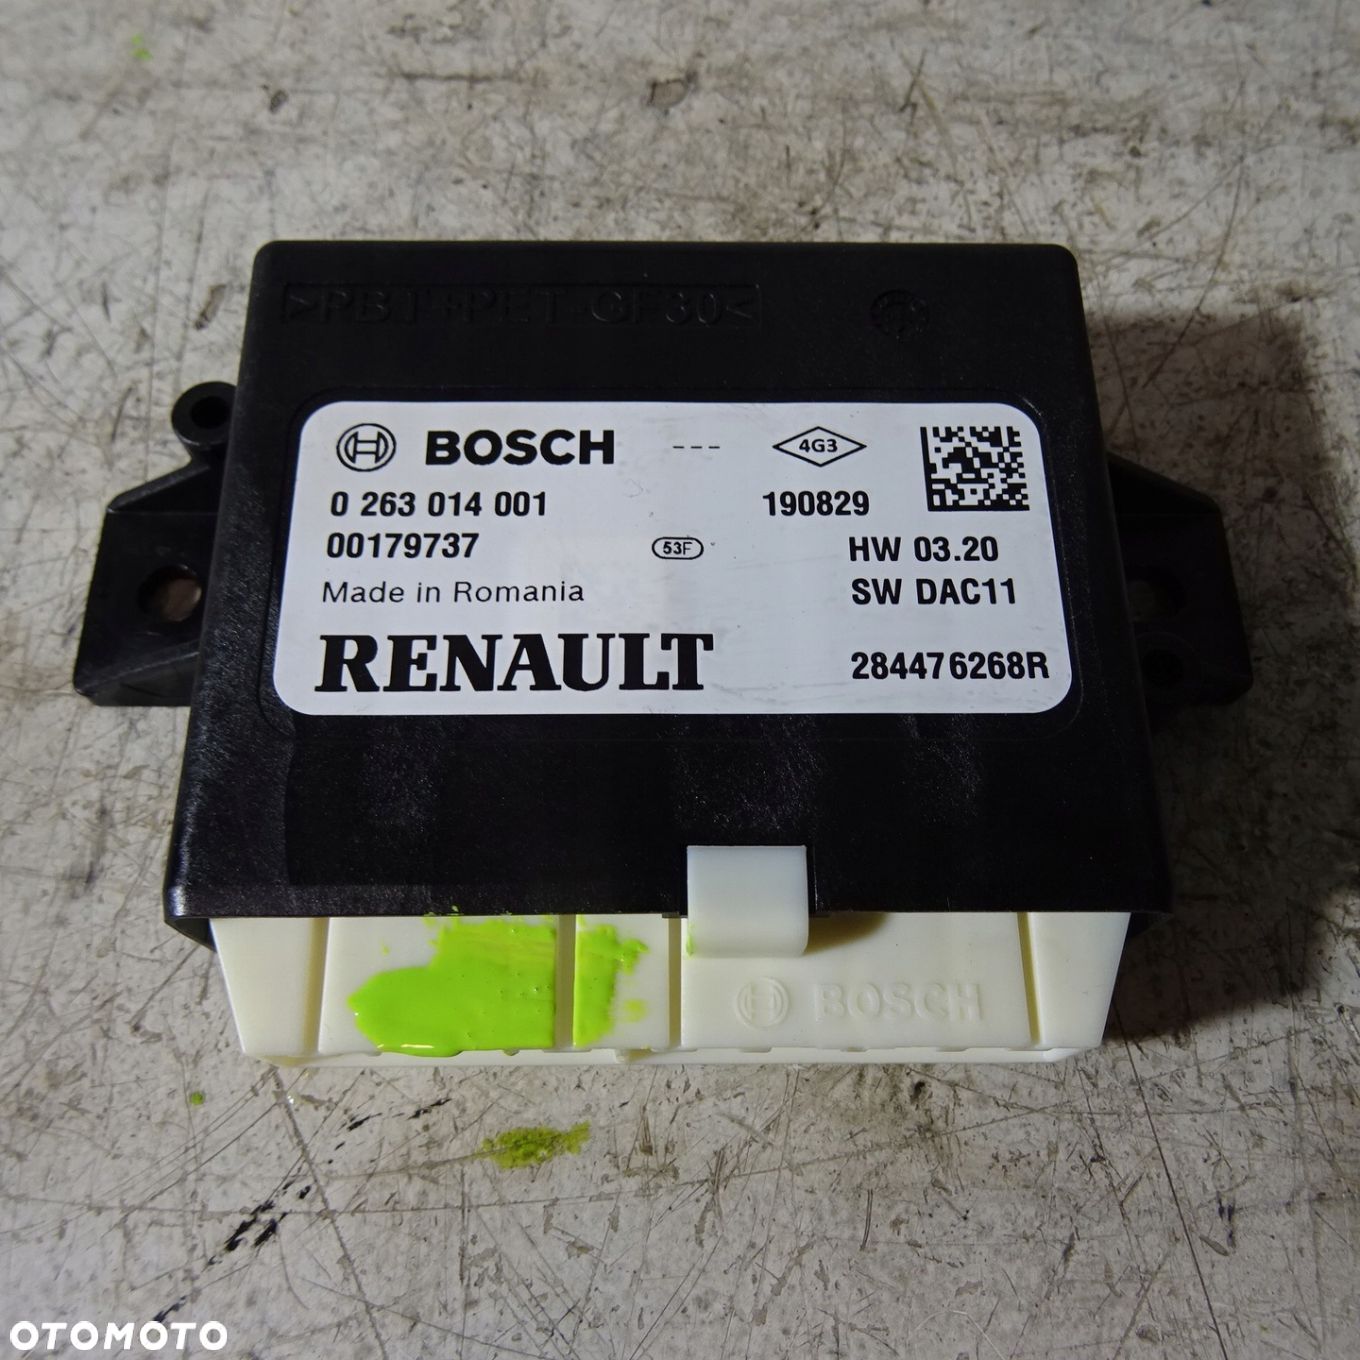 >PBT+PET-GF30<
BOSCH --- 4G3
0 263 014 001 190829
00179737 53F HW 03.20
Made in Romania SW DAC11
RENAULT 284476268R
BOSCH
OTOMOTO